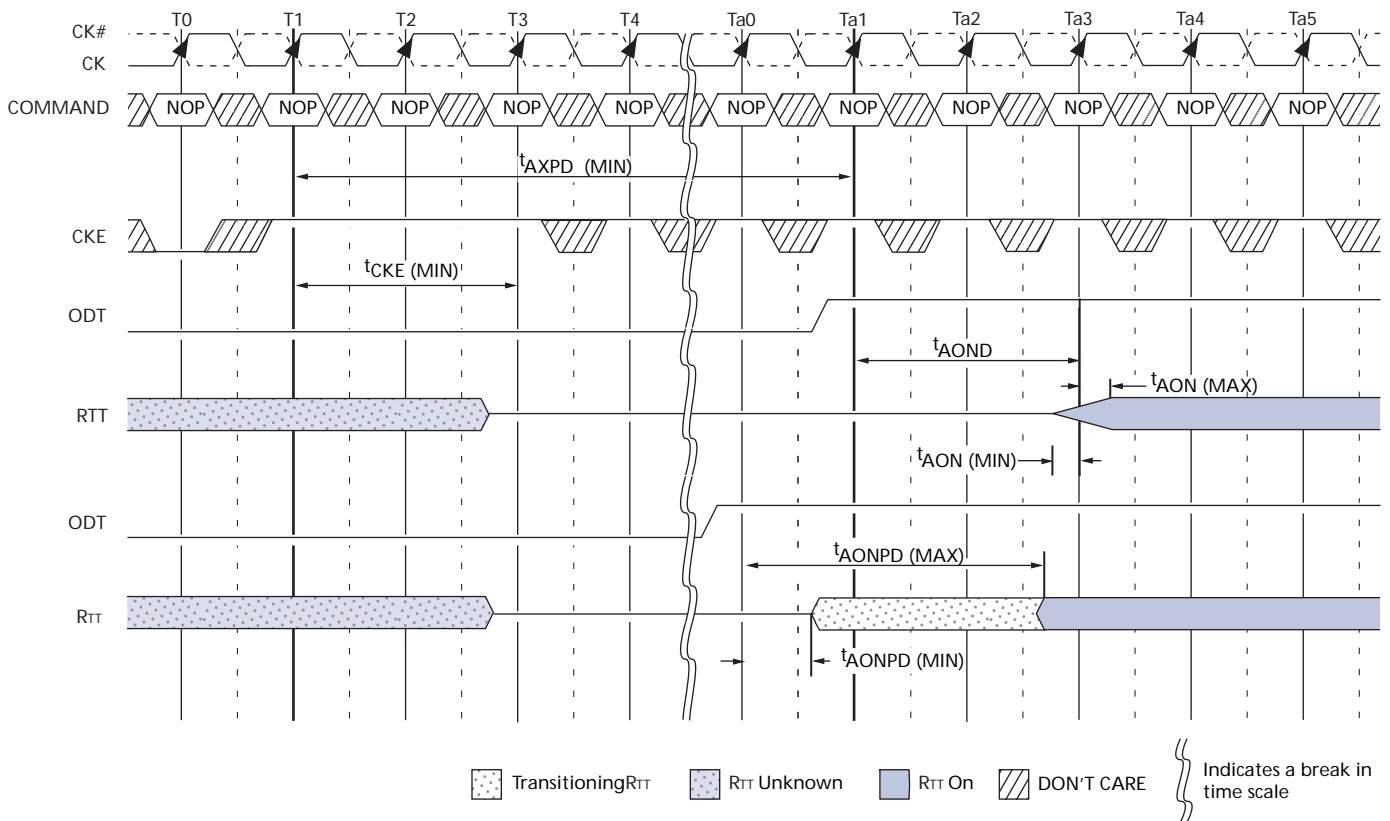 T0 T1 T2 T3 T4 Ta0 Ta1 Ta2 Ta3 Ta4 Ta5
CK#
CK
COMMAND NOP NOP NOP NOP NOP NOP NOP NOP NOP NOP NOP
tAXPD (MIN)
CKE
tCKE (MIN)
ODT
tAOND
tAON (MAX)
RTT
tAON (MIN)
ODT
tAONPD (MAX)
RTT
tAONPD (MIN)
TransitioningRTT RTT Unknown RTT On DON'T CARE Indicates a break in
time scale